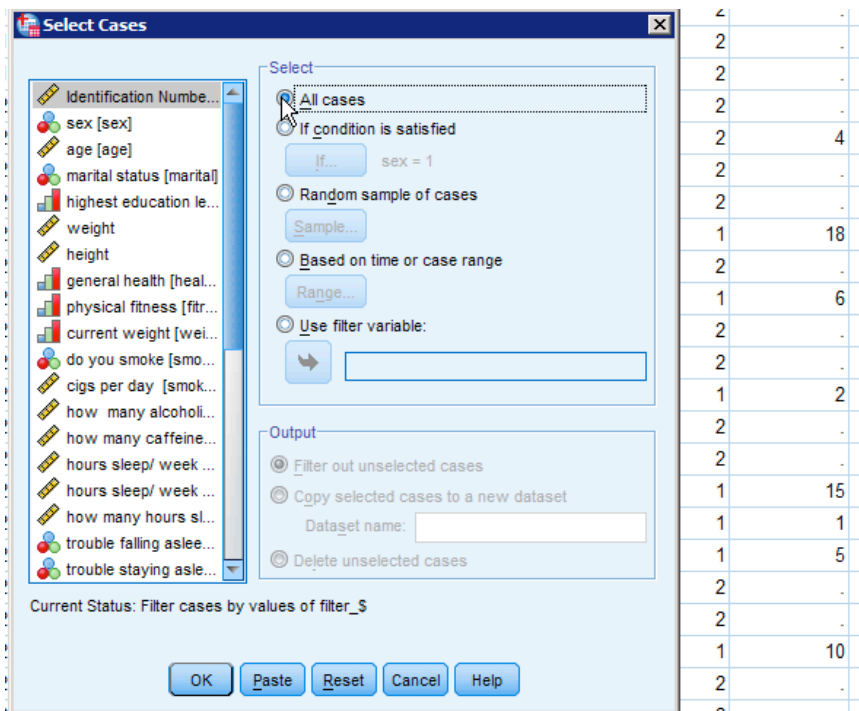 Select Cases
Identification Numbe...
sex [sex]
age [age]
marital status [marital]
highest education le...
weight
height
general health [heal...
physical fitness [fitr...
current weight [wei...
do you smoke [smo...
cigs per day [smok...
how many alcoholi...
how many caffeine...
hours sleep/ week ...
hours sleep/ week ...
how many hours sl...
trouble falling aslee...
trouble staying asle...
Select
All cases
If condition is satisfied
If... sex = 1
Random sample of cases
Sample...
Based on time or case range
Range...
Use filter variable:
Output
Filter out unselected cases
Copy selected cases to a new dataset
Dataset name:
Delete unselected cases
Current Status: Filter cases by values of filter_$
OK Paste Reset Cancel Help
2 .
2 .
2 .
2 .
2 4
2 .
2 .
1 18
2 .
1 6
2 .
2 .
1 2
2 .
2 .
1 15
1 1
1 5
2 .
2 .
1 10
2 .